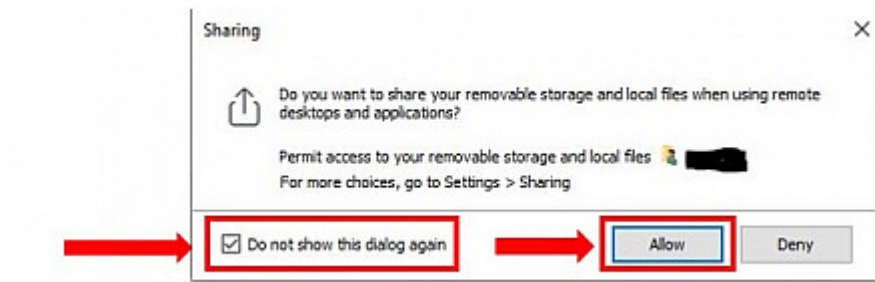 Sharing
Do you want to share your removable storage and local files when using remote
desktops and applications?
Permit access to your removable storage and local files
For more choices, go to Settings > Sharing
Do not show this dialog again
Allow
Deny